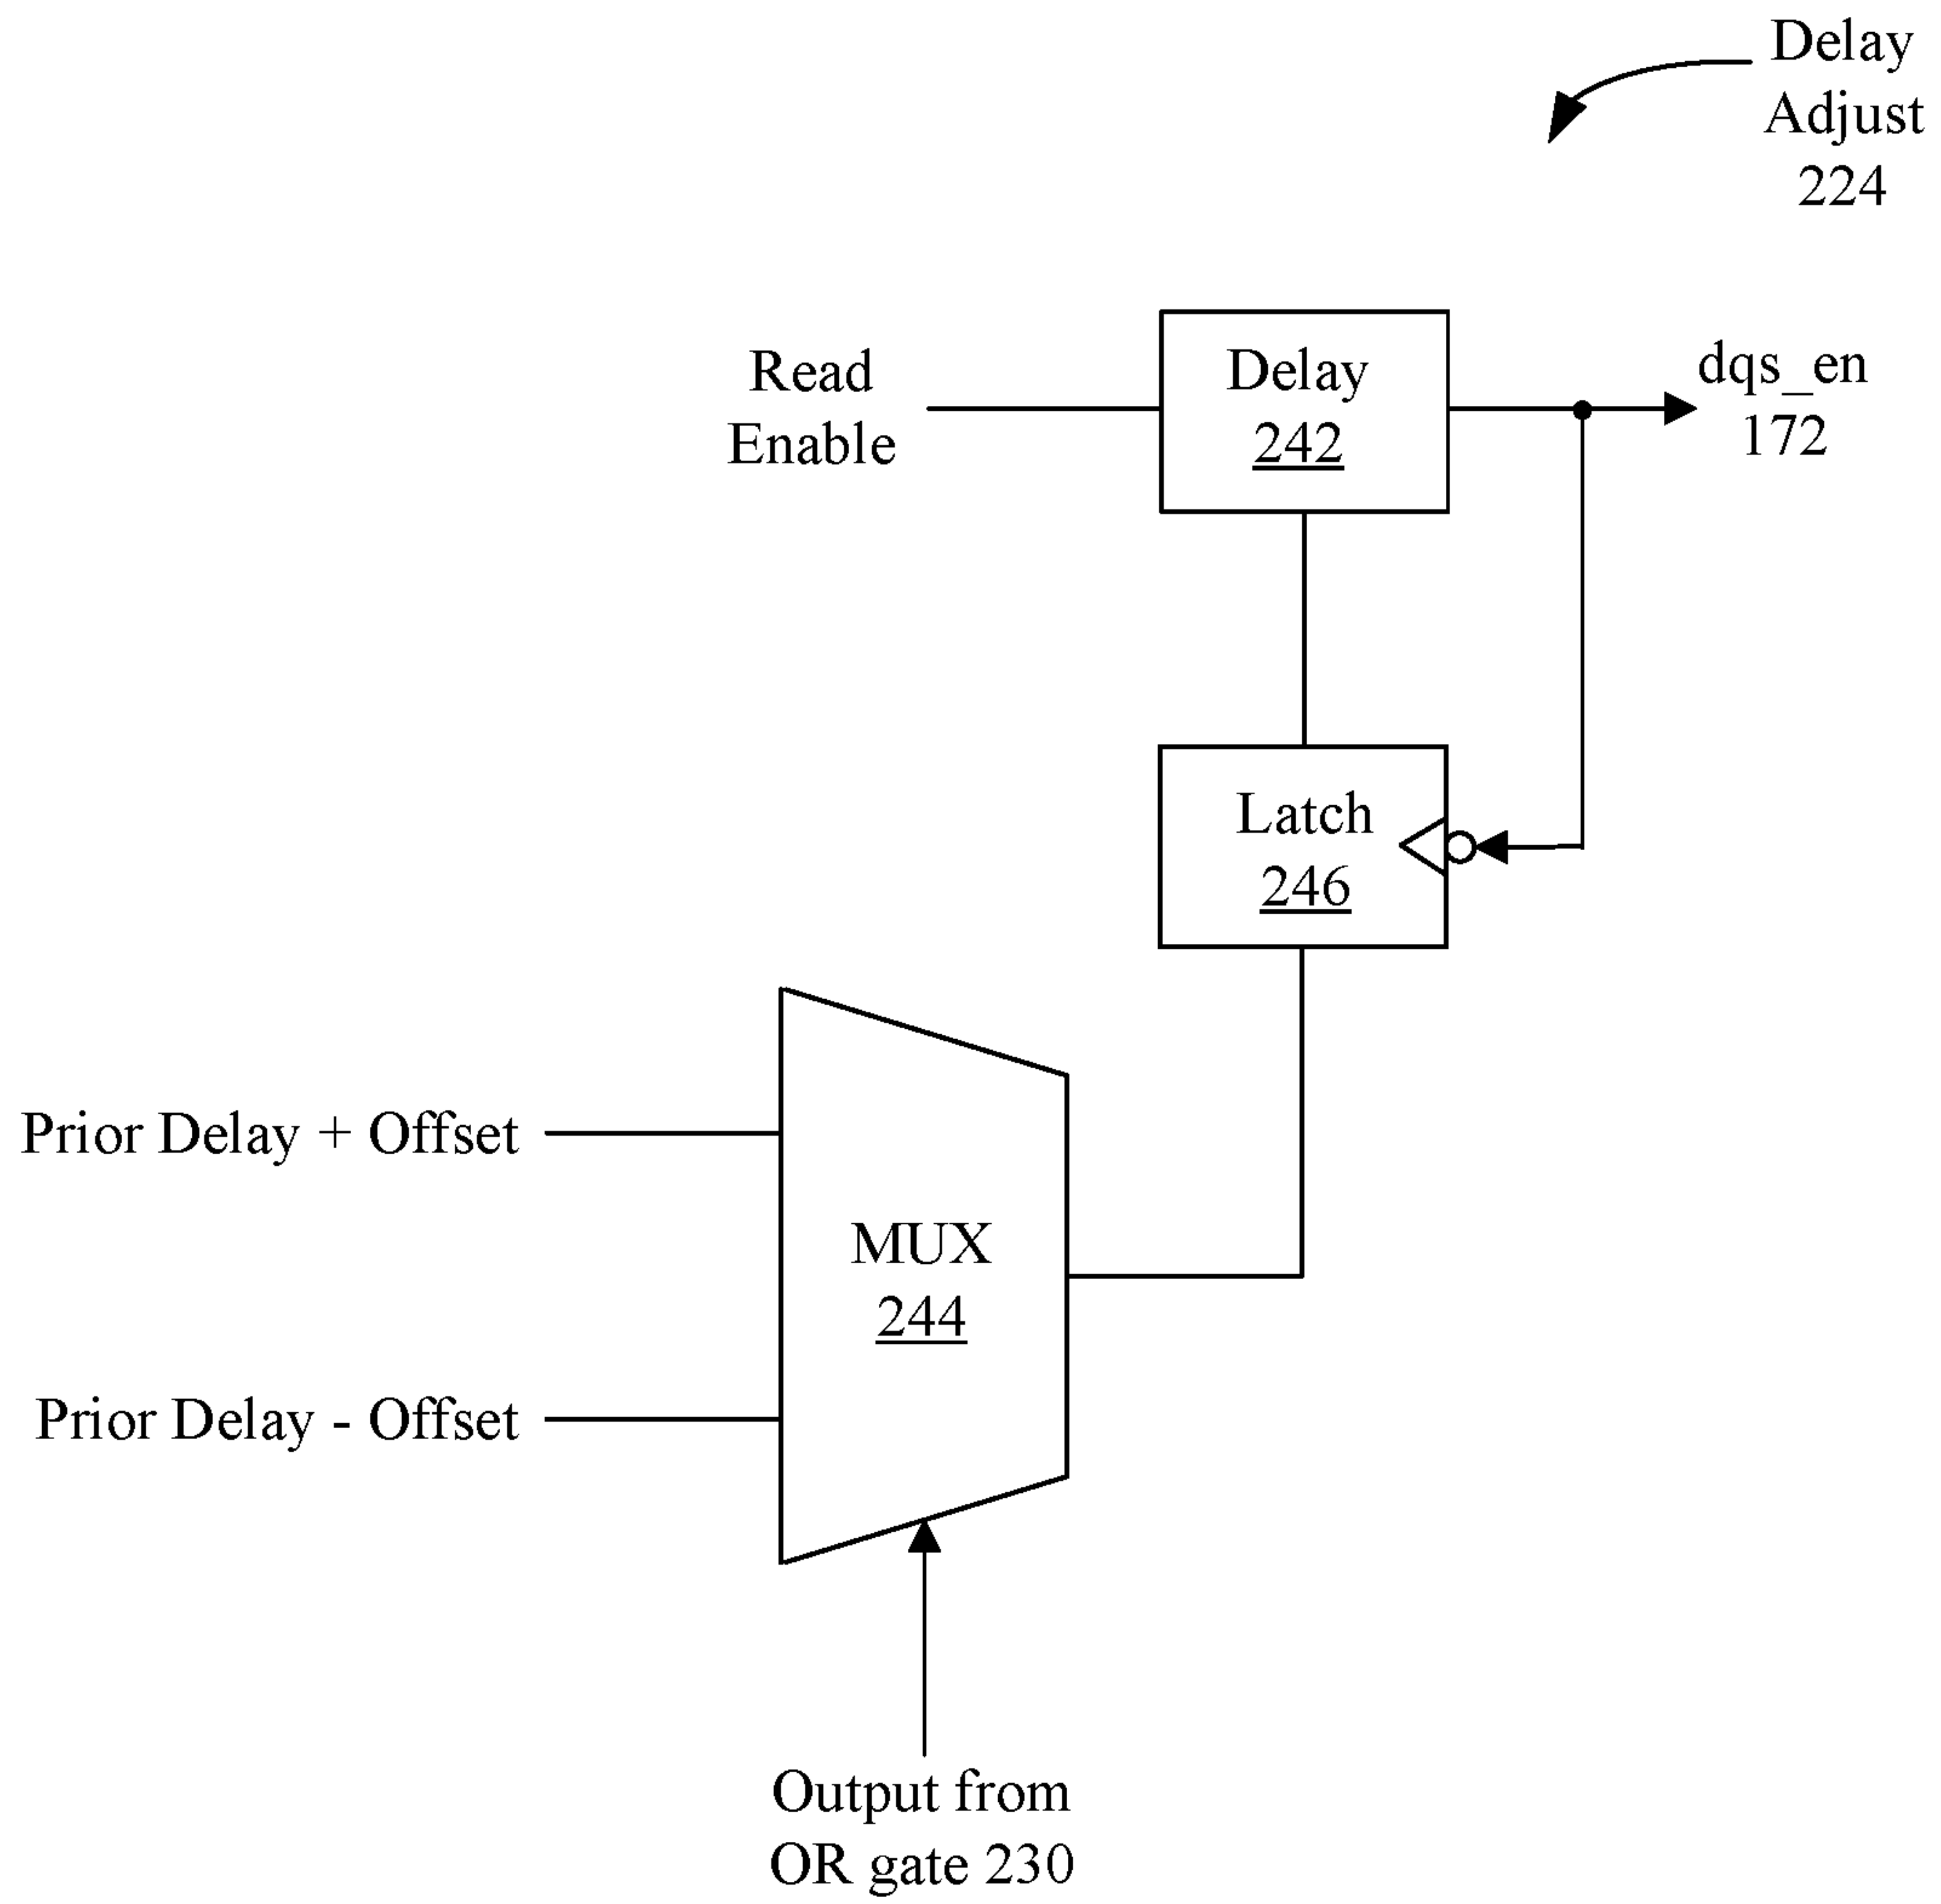 Delay
Adjust
224
Read
Enable
Delay
242
dqs_en
172
Latch
246
Prior Delay + Offset
MUX
244
Prior Delay - Offset
Output from
OR gate 230